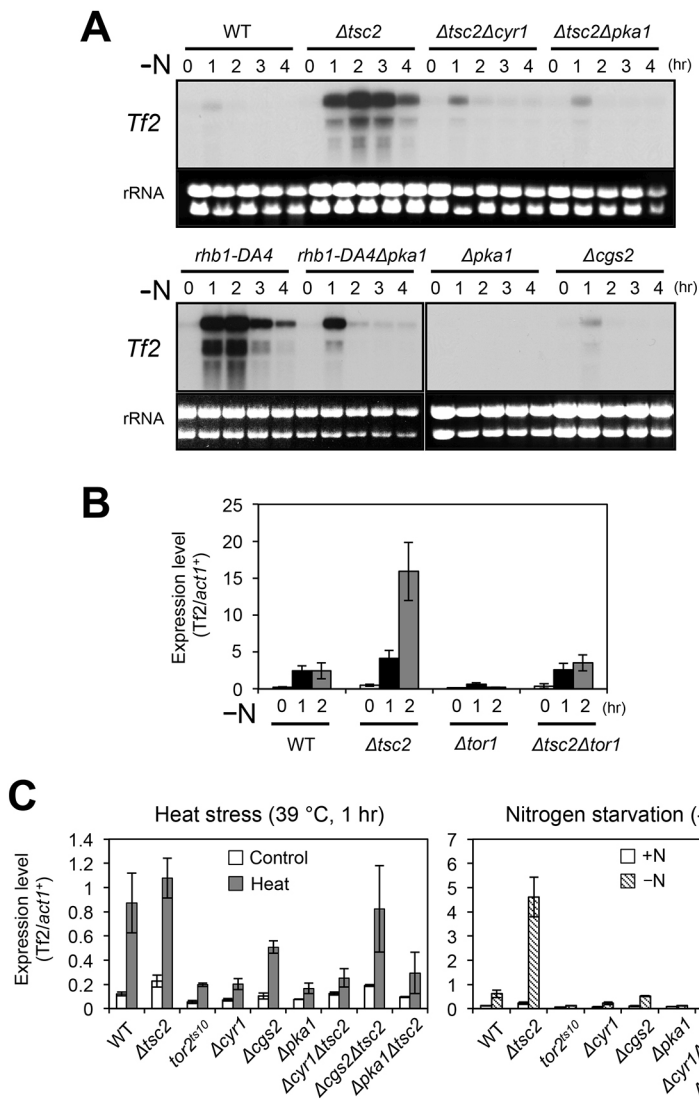 A
WT Δtsc2 Δtsc2Δcyr1 Δtsc2Δpka1
−N 0 1 2 3 4 0 1 2 3 4 0 1 2 3 4 0 1 2 3 4 (hr)
Tf2
rRNA
rhb1-DA4 rhb1-DA4Δpka1 Δpka1 Δcgs2
−N 0 1 2 3 4 0 1 2 3 4 0 1 2 3 4 0 1 2 3 4 (hr)
Tf2
rRNA
B
Expression level
(Tf2/act1+)
25
20
15
10
5
0
−N 0 1 2 0 1 2 0 1 2 0 1 2 (hr)
WT Δtsc2 Δtor1 Δtsc2Δtor1
C
Heat stress (39 °C, 1 hr)
Expression level
(Tf2/act1+)
1.4
1.2
1
0.8
0.6
0.4
0.2
0
Control
Heat
WT Δtsc2 tor2ts10 Δcyr1 Δcgs2 Δpka1 Δcyr1Δtsc2 Δcgs2Δtsc2 Δpka1Δtsc2
Nitrogen starvation (-
7
6
5
4
3
2
1
0
+N
−N
WT Δtsc2 tor2ts10 Δcyr1 Δcgs2 Δpka1